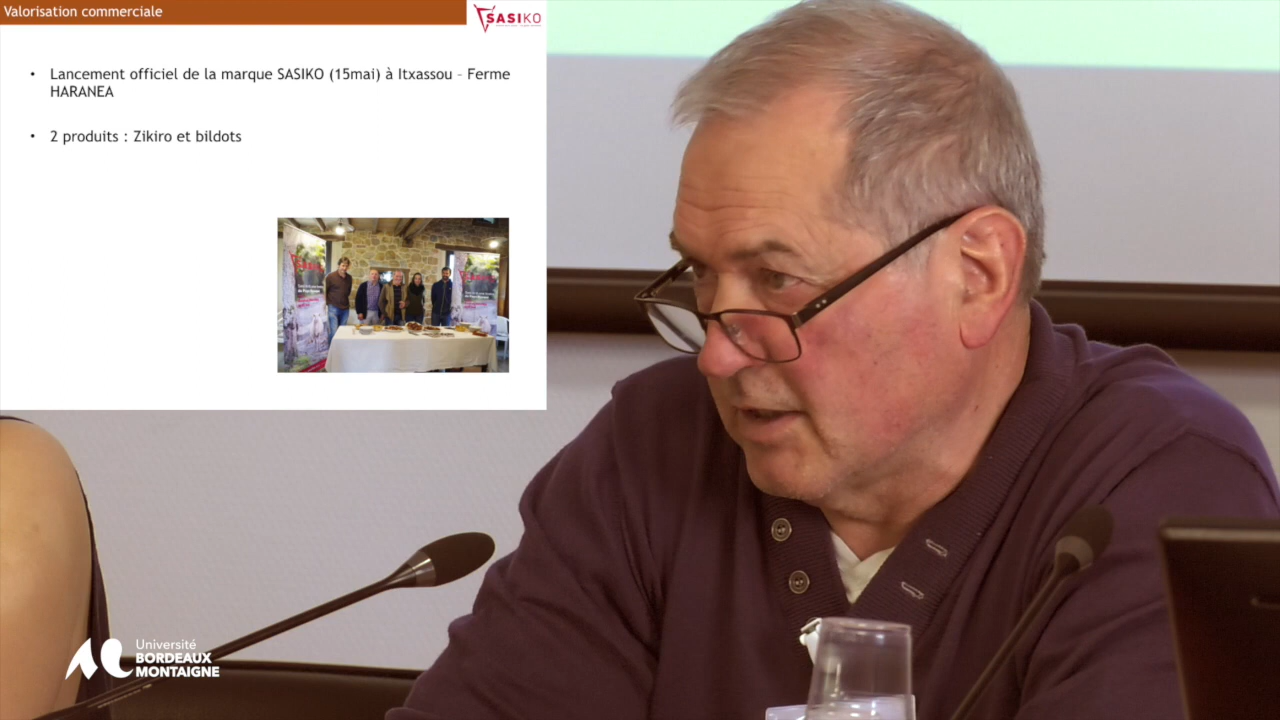 Valorisation commerciale
SASIKO
• Lancement officiel de la marque SASIKO (15mai) à Itxassou – Ferme
HARANEA
• 2 produits : Zikiro et bildots
Université
BORDEAUX
MONTAIGNE